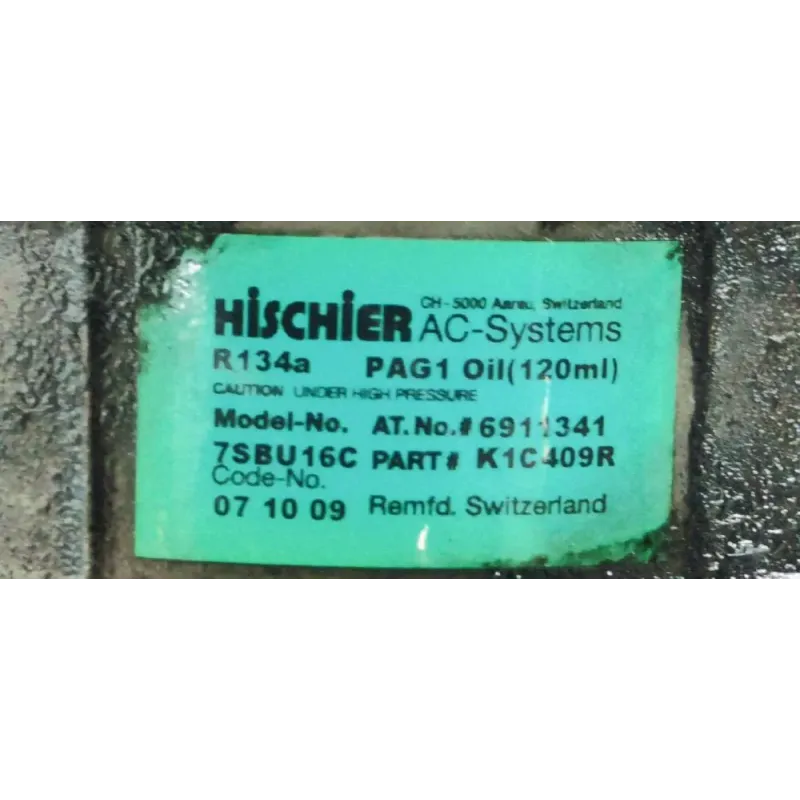 CH-5000 Aarau, Switzerland
HiSCHiER AC-Systems
R134a PAG1 Oil(120ml)
CAUTION UNDER HIGH PRESSURE
Model-No. AT.No.#6911341
7SBU16C PART# K1C409R
Code-No.
07 10 09 Remfd. Switzerland